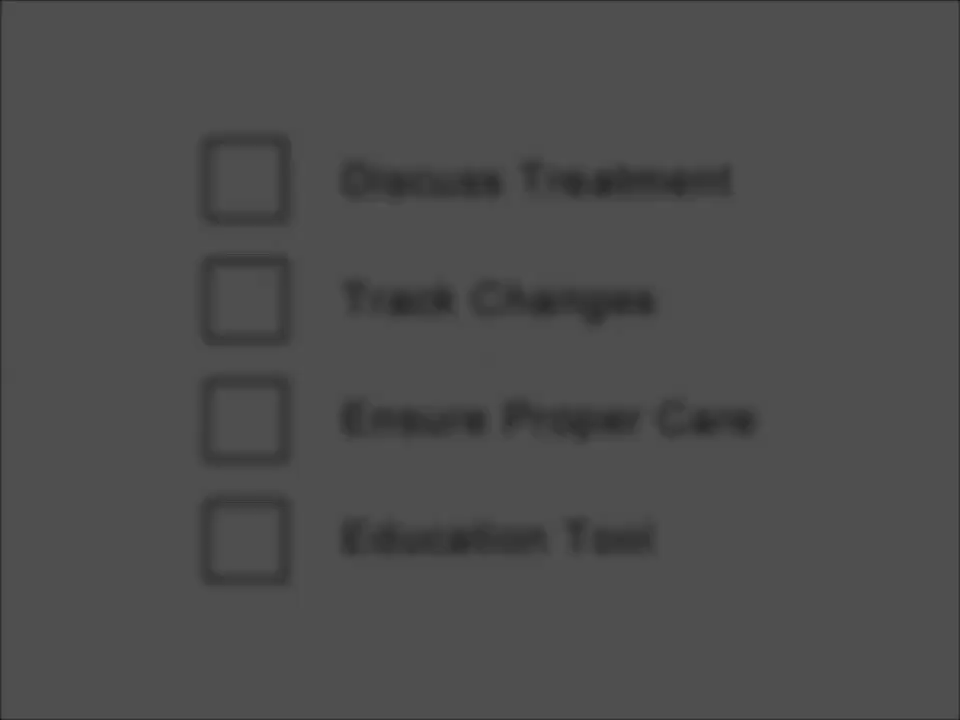 Discuss Treatment
Track Changes
Ensure Proper Care
Education Tool